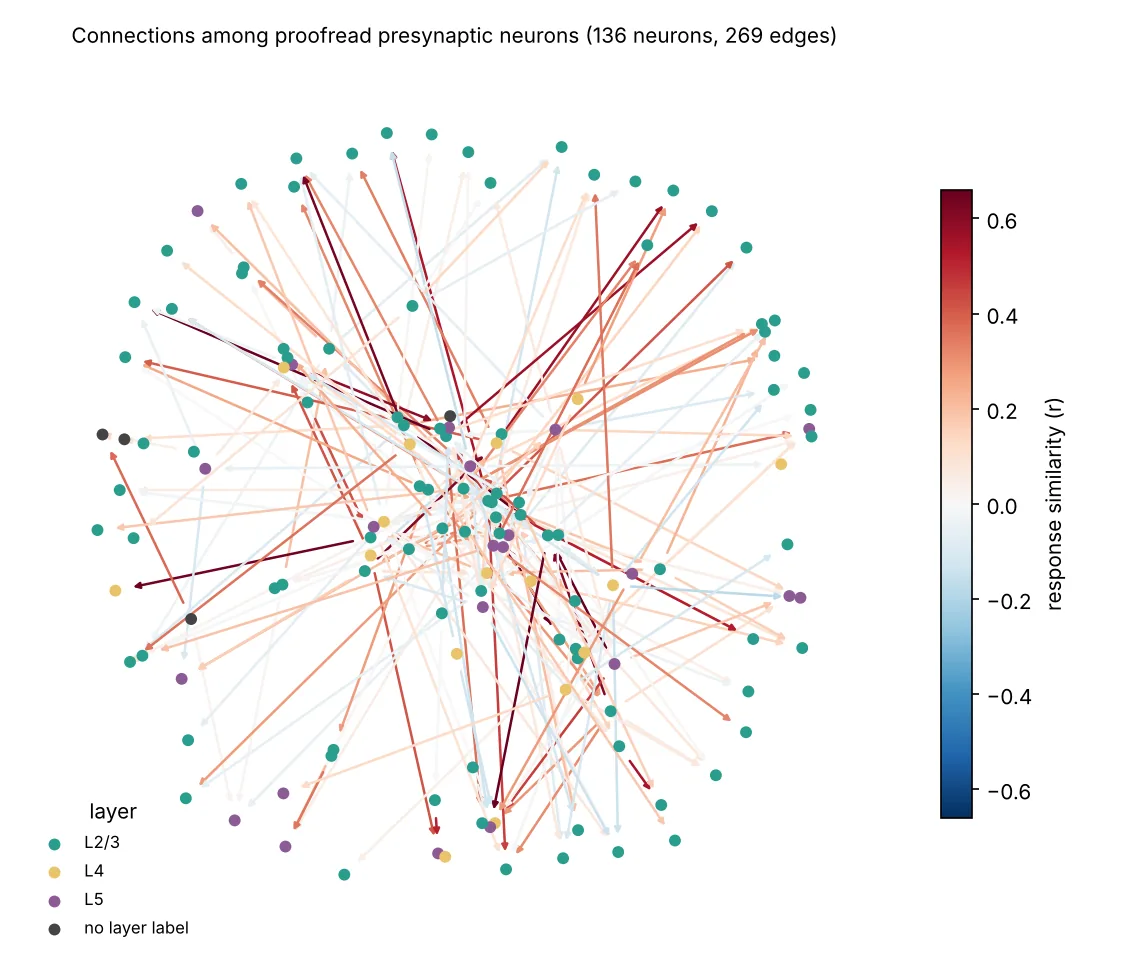 Connections among proofread presynaptic neurons (136 neurons, 269 edges)
0.6
0.4
0.2
0.0
−0.2
−0.4
−0.6
response similarity (r)
layer
L2/3
L4
L5
no layer label